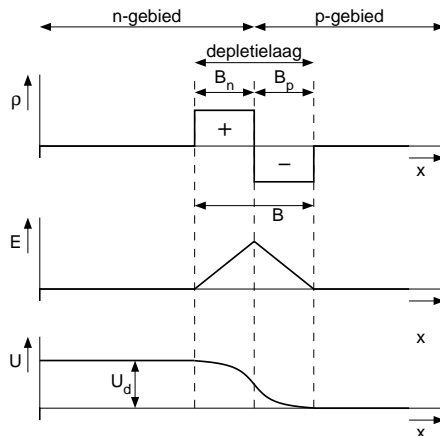 n-gebied p-gebied
depletielaag
Bn Bp
ρ
+
−
x
B
E
x
U
Ud
x